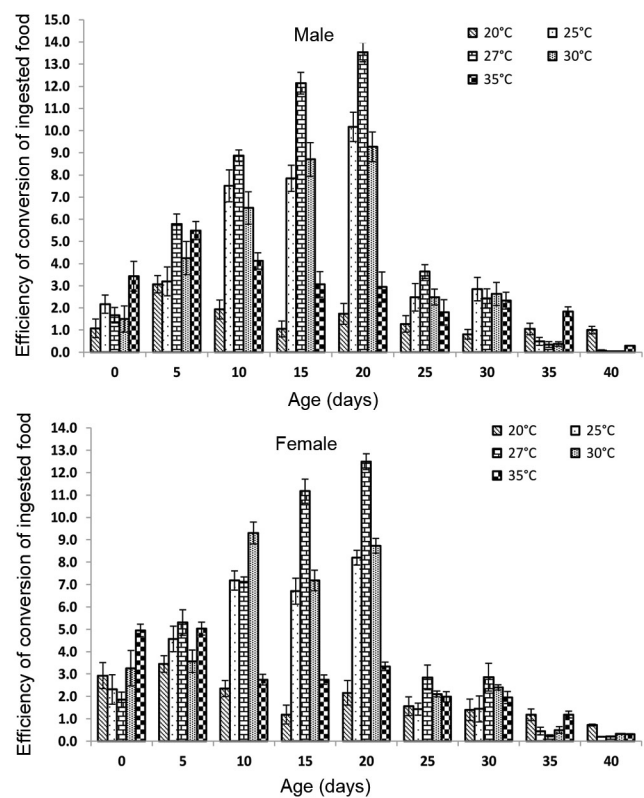 Male
20°C 25°C
27°C 30°C
35°C
15.0
14.0
13.0
12.0
11.0
10.0
9.0
8.0
7.0
6.0
5.0
4.0
3.0
2.0
1.0
0.0
Efficiency of conversion of ingested food
0 5 10 15 20 25 30 35 40
Age (days)
Female
20°C 25°C
27°C 30°C
35°C
14.0
13.0
12.0
11.0
10.0
9.0
8.0
7.0
6.0
5.0
4.0
3.0
2.0
1.0
0.0
Efficiency of conversion of ingested food
0 5 10 15 20 25 30 35 40
Age (days)